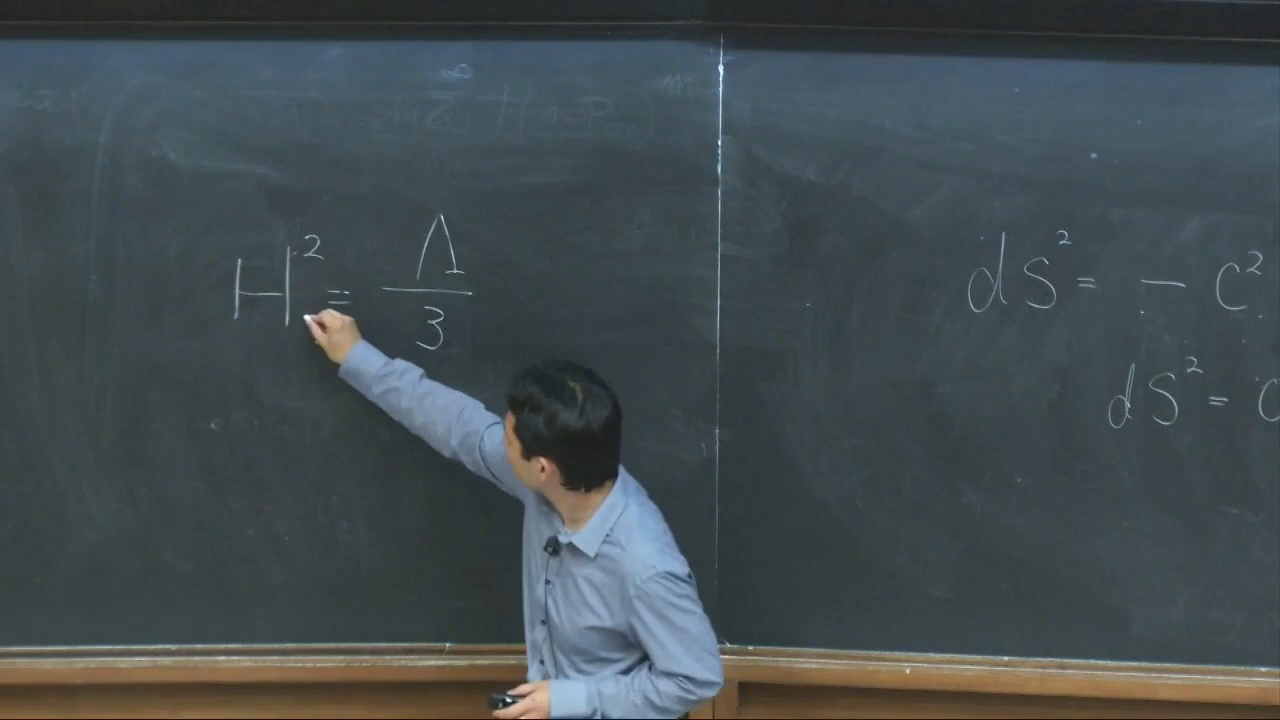 H² = Λ/3
dS² = - c²
dS² = c